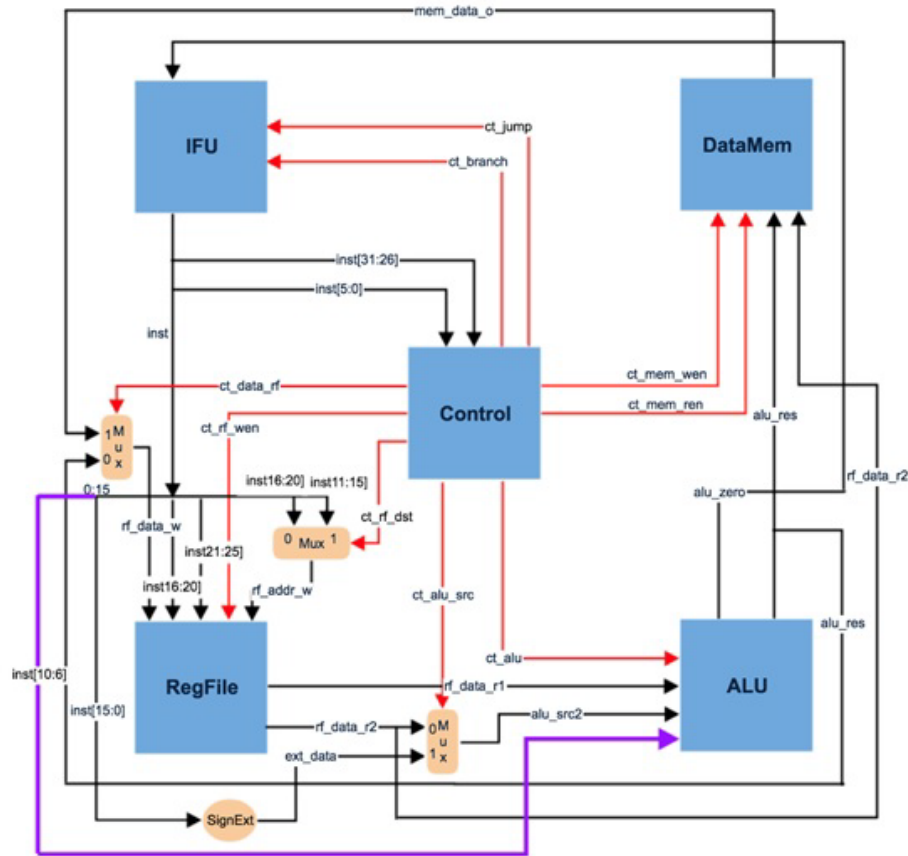 mem_data_o
IFU
DataMem
ct_jump
ct_branch
inst[31:26]
inst[5:0]
inst
Control
ct_mem_wen
ct_mem_ren
ct_data_rf
ct_rf_wen
alu_res
1 Mux 0
inst16:20]
inst11:15]
rf_data_r2
0:15
alu_zero
rf_data_w
ct_rf_dst
inst21:25]
0 Mux 1
inst16:20]
rf_addr_w
ct_alu_src
alu_res
ct_alu
inst[10:6]
RegFile
rf_data_r1
ALU
inst[15:0]
rf_data_r2
0 Mux 1
alu_src2
ext_data
SignExt